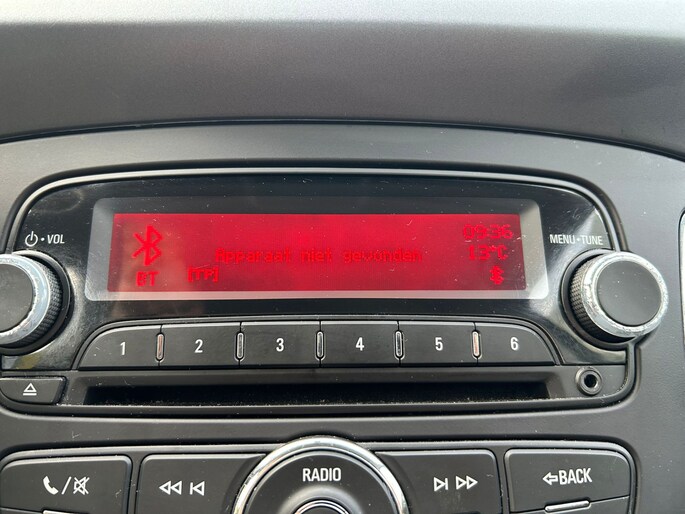 09:36
VOL
MENU • TUNE
Apparaat niet gevonden
13°C
BT [TP]
1 2 3 4 5 6
RADIO
BACK